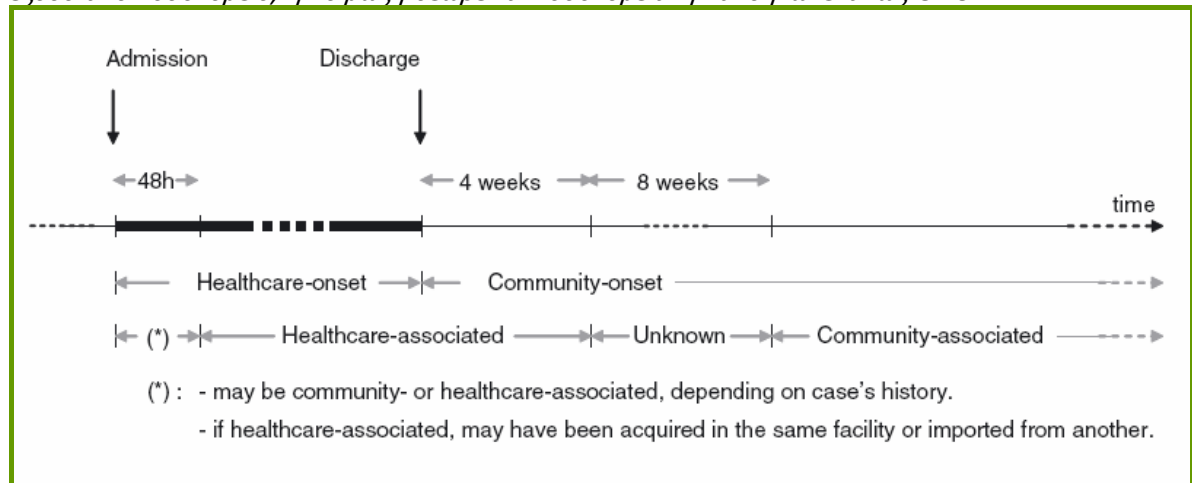 Admission Discharge
48h 4 weeks 8 weeks
time
Healthcare-onset Community-onset
(*) Healthcare-associated Unknown Community-associated
(*) : - may be community- or healthcare-associated, depending on case's history.
- if healthcare-associated, may have been acquired in the same facility or imported from another.